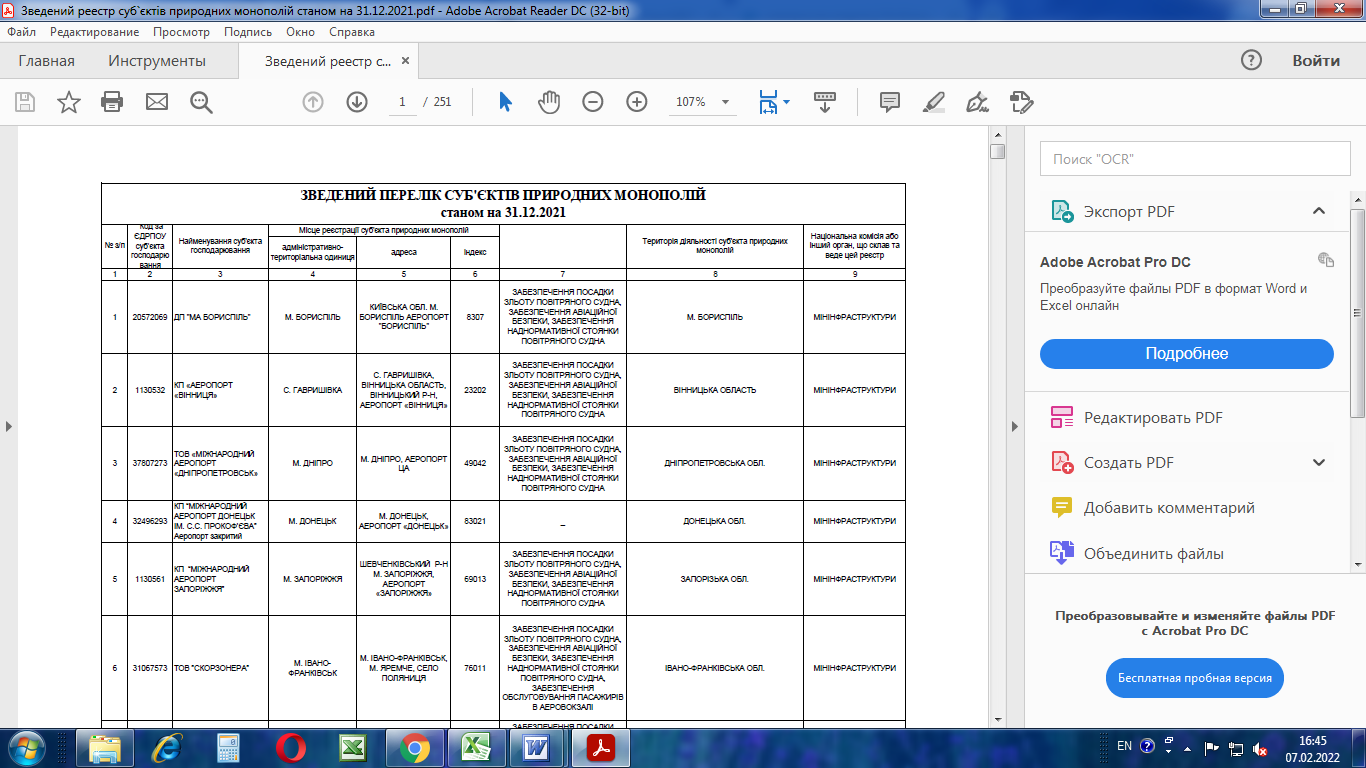 Зведений реєстр суб`єктів природних монополій станом на 31.12.2021.pdf - Adobe Acrobat Reader DC (32-bit)
Файл Редактирование Просмотр Подпись Окно Справка
Главная Инструменты Зведений реестр с... × ? Войти
1 / 251 107%
ЗВЕДЕНИЙ ПЕРЕЛІК СУБ'ЄКТІВ ПРИРОДНИХ МОНОПОЛІЙ
станом на 31.12.2021
№ з/п
Код за
ЄДРПОУ
суб'єкта
господарю
вання
Найменування суб'єкта
господарювання
Місце реєстрації суб'єкта природних монополій
адміністративно-
територіальна одиниця
адреса
індекс
Територія діяльності суб'єкта природних
монополій
Національна комісія або
інший орган, що склав та
веде цей реєстр
1 2 3 4 5 6 7 8 9
1
20572069
ДП "МА БОРИСПІЛЬ"
М. БОРИСПІЛЬ
КИЇВСЬКА ОБЛ. М.
БОРИСПІЛЬ АЕРОПОРТ
"БОРИСПІЛЬ"
8307
ЗАБЕЗПЕЧЕННЯ ПОСАДКИ
ЗЛЬОТУ ПОВІТРЯНОГО СУДНА,
ЗАБЕЗПЕЧЕННЯ АВІАЦІЙНОЇ
БЕЗПЕКИ, ЗАБЕЗПЕЧЕННЯ
НАДНОРМАТИВНОЇ СТОЯНКИ
ПОВІТРЯНОГО СУДНА
М. БОРИСПІЛЬ
МІНІНФРАСТРУКТУРИ
2
1130532
КП «АЕРОПОРТ
«ВІННИЦЯ»
С. ГАВРИШІВКА
С. ГАВРИШІВКА,
ВІННИЦЬКА ОБЛАСТЬ,
ВІННИЦЬКИЙ Р-Н,
АЕРОПОРТ «ВІННИЦЯ»
23202
ЗАБЕЗПЕЧЕННЯ ПОСАДКИ
ЗЛЬОТУ ПОВІТРЯНОГО СУДНА,
ЗАБЕЗПЕЧЕННЯ АВІАЦІЙНОЇ
БЕЗПЕКИ, ЗАБЕЗПЕЧЕННЯ
НАДНОРМАТИВНОЇ СТОЯНКИ
ПОВІТРЯНОГО СУДНА
ВІННИЦЬКА ОБЛАСТЬ
МІНІНФРАСТРУКТУРИ
3
37807273
ТОВ «МІЖНАРОДНИЙ
АЕРОПОРТ
«ДНІПРОПЕТРОВСЬК»
М. ДНІПРО
М. ДНІПРО, АЕРОПОРТ
ЦА
49042
ЗАБЕЗПЕЧЕННЯ ПОСАДКИ
ЗЛЬОТУ ПОВІТРЯНОГО СУДНА,
ЗАБЕЗПЕЧЕННЯ АВІАЦІЙНОЇ
БЕЗПЕКИ, ЗАБЕЗПЕЧЕННЯ
НАДНОРМАТИВНОЇ СТОЯНКИ
ПОВІТРЯНОГО СУДНА
ДНІПРОПЕТРОВСЬКА ОБЛ.
МІНІНФРАСТРУКТУРИ
4
32496293
КП "МІЖНАРОДНИЙ
АЕРОПОРТ ДОНЕЦЬК
ІМ. С.С. ПРОКОФ'ЄВА"
Аеропорт закритий
М. ДОНЕЦЬК
М. ДОНЕЦЬК,
АЕРОПОРТ «ДОНЕЦЬК»
83021
–
ДОНЕЦЬКА ОБЛ.
МІНІНФРАСТРУКТУРИ
5
1130561
КП "МІЖНАРОДНИЙ
АЕРОПОРТ
ЗАПОРІЖЖЯ"
М. ЗАПОРІЖЖЯ
ШЕВЧЕНКІВСЬКИЙ Р-Н
М. ЗАПОРІЖЖЯ,
АЕРОПОРТ
«ЗАПОРІЖЖЯ»
69013
ЗАБЕЗПЕЧЕННЯ ПОСАДКИ
ЗЛЬОТУ ПОВІТРЯНОГО СУДНА,
ЗАБЕЗПЕЧЕННЯ АВІАЦІЙНОЇ
БЕЗПЕКИ, ЗАБЕЗПЕЧЕННЯ
НАДНОРМАТИВНОЇ СТОЯНКИ
ПОВІТРЯНОГО СУДНА
ЗАПОРІЗЬКА ОБЛ.
МІНІНФРАСТРУКТУРИ
6
31067573
ТОВ "СКОРЗОНЕРА"
М. ІВАНО-
ФРАНКІВСЬК
М. ІВАНО-ФРАНКІВСЬК,
М. ЯРЕМЧЕ, СЕЛО
ПОЛЯНИЦЯ
76011
ЗАБЕЗПЕЧЕННЯ ПОСАДКИ
ЗЛЬОТУ ПОВІТРЯНОГО СУДНА,
ЗАБЕЗПЕЧЕННЯ АВІАЦІЙНОЇ
БЕЗПЕКИ, ЗАБЕЗПЕЧЕННЯ
НАДНОРМАТИВНОЇ СТОЯНКИ
ПОВІТРЯНОГО СУДНА,
ЗАБЕЗПЕЧЕННЯ
ОБСЛУГОВУВАННЯ ПАСАЖИРІВ
В АЕРОВОКЗАЛІ
ІВАНО-ФРАНКІВСЬКА ОБЛ.
МІНІНФРАСТРУКТУРИ
ЗАБЕЗПЕЧЕННЯ ПОСАДКИ
Поиск "OCR"
Экспорт PDF
Adobe Acrobat Pro DC
Преобразуйте файлы PDF в формат Word и
Excel онлайн
Подробнее
Редактировать PDF
Создать PDF
Добавить комментарий
Объединить файлы
Преобразовывайте и изменяйте файлы PDF
с Acrobat Pro DC
Бесплатная пробная версия
EN
16:45
07.02.2022